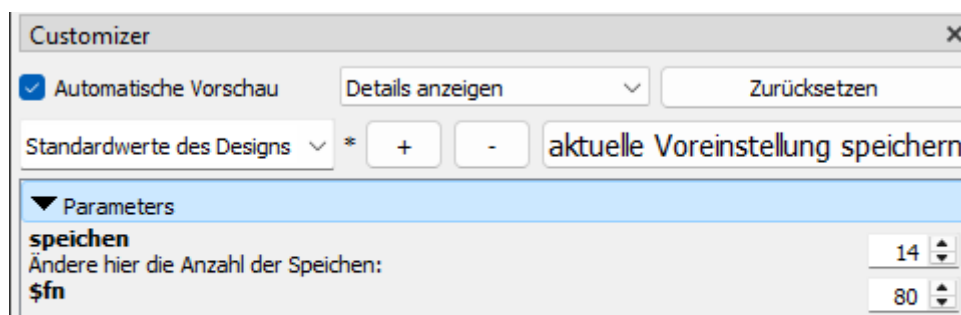 Customizer
Automatische Vorschau Details anzeigen Zurücksetzen
Standardwerte des Designs * + - aktuelle Voreinstellung speichern
Parameters
speichen
Ändere hier die Anzahl der Speichen: 14
$fn 80